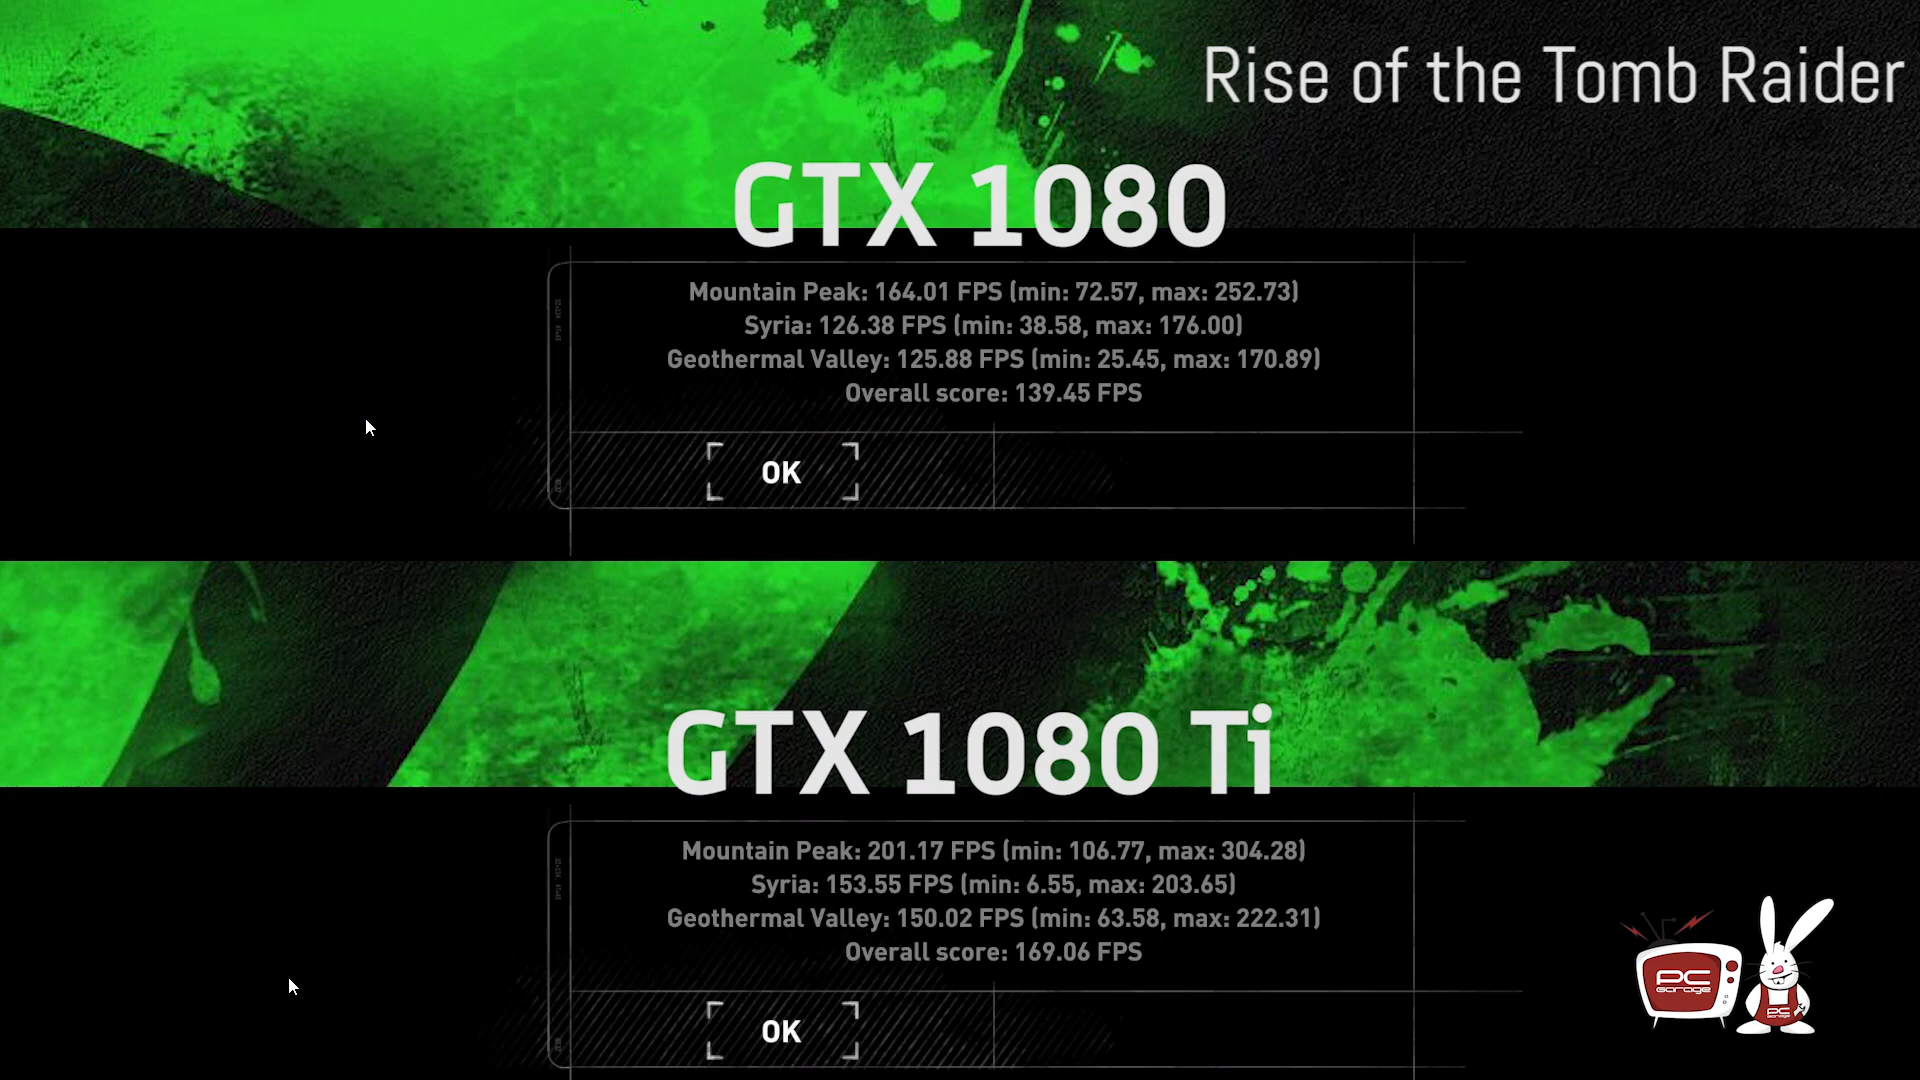 Rise of the Tomb Raider
GTX 1080
Mountain Peak: 164.01 FPS (min: 72.57, max: 252.73)
Syria: 126.38 FPS (min: 38.58, max: 176.00)
Geothermal Valley: 125.88 FPS (min: 25.45, max: 170.89)
Overall score: 139.45 FPS
OK
GTX 1080 Ti
Mountain Peak: 201.17 FPS (min: 106.77, max: 304.28)
Syria: 153.55 FPS (min: 6.55, max: 203.65)
Geothermal Valley: 150.02 FPS (min: 63.58, max: 222.31)
Overall score: 169.06 FPS
OK
PC
Garage
PC